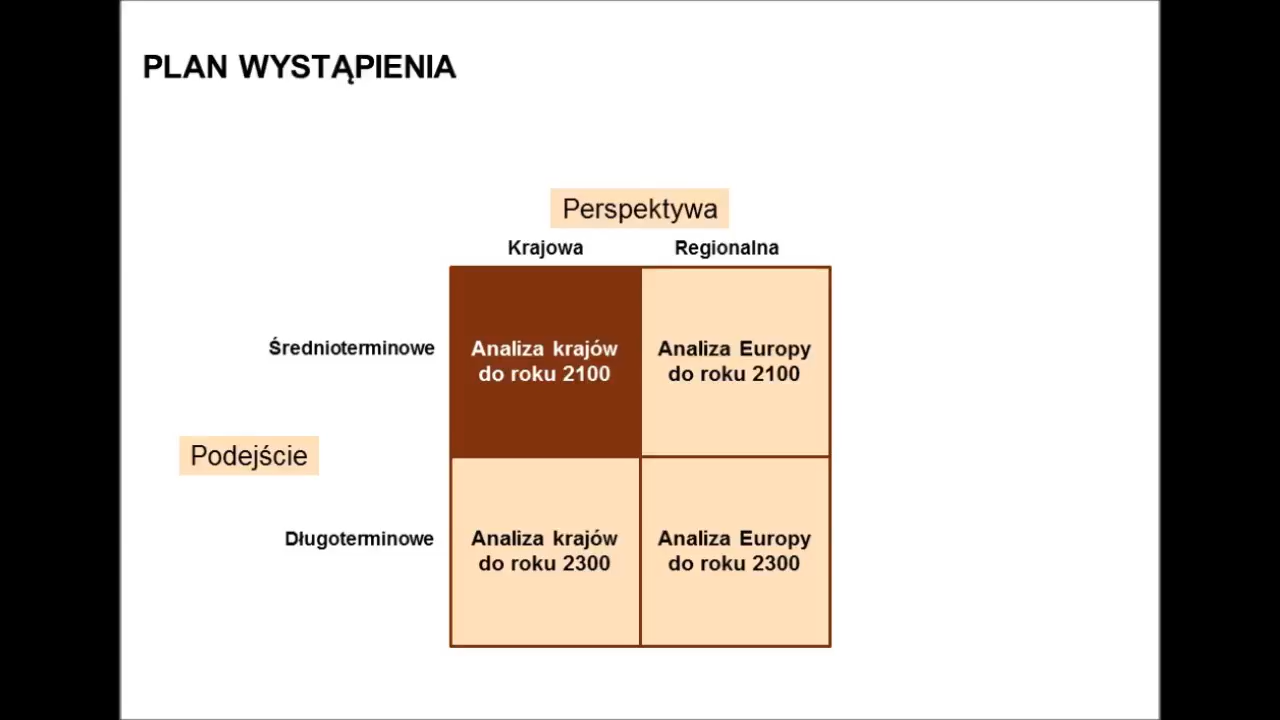 PLAN WYSTĄPIENIA
Perspektywa
Krajowa
Regionalna
Średnioterminowe
Analiza krajów
do roku 2100
Analiza Europy
do roku 2100
Podejście
Długoterminowe
Analiza krajów
do roku 2300
Analiza Europy
do roku 2300